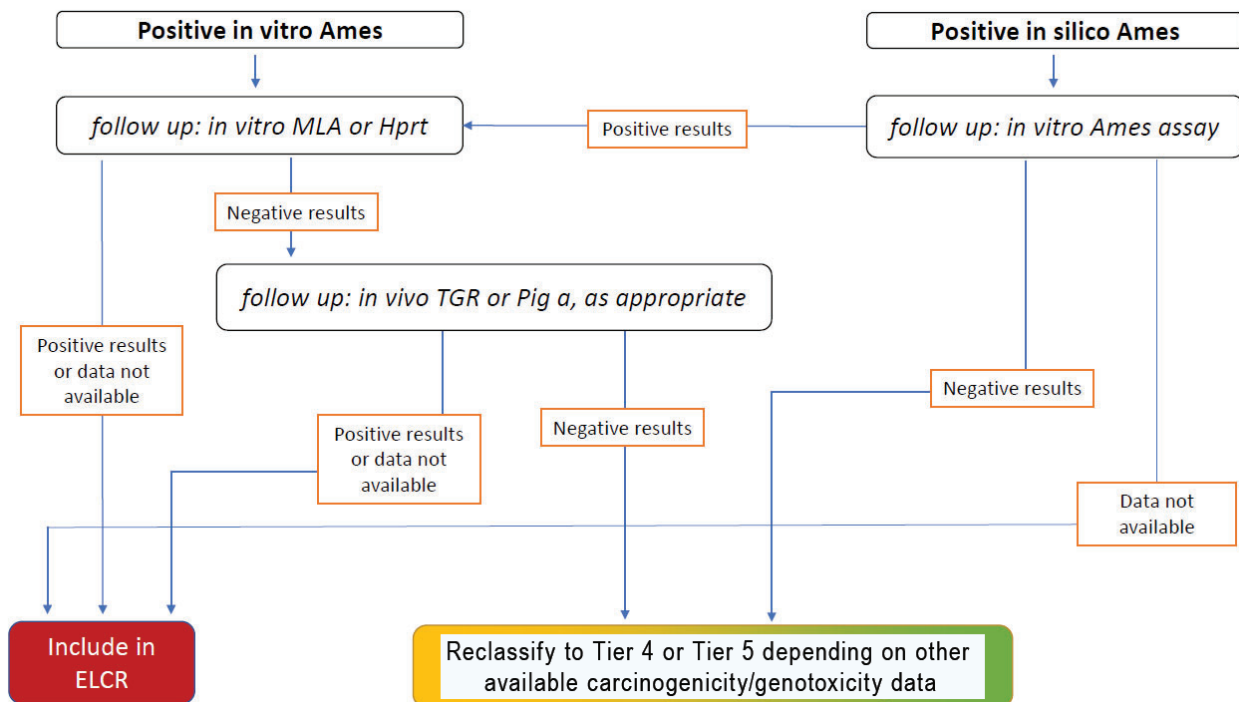 Positive in vitro Ames
Positive in silico Ames
follow up: in vitro MLA or Hprt
Positive results
follow up: in vitro Ames assay
Negative results
follow up: in vivo TGR or Pig a, as appropriate
Positive results
or data not
available
Negative results
Positive results
or data not
available
Negative results
Data not
available
Include in
ELCR
Reclassify to Tier 4 or Tier 5 depending on other
available carcinogenicity/genotoxicity data